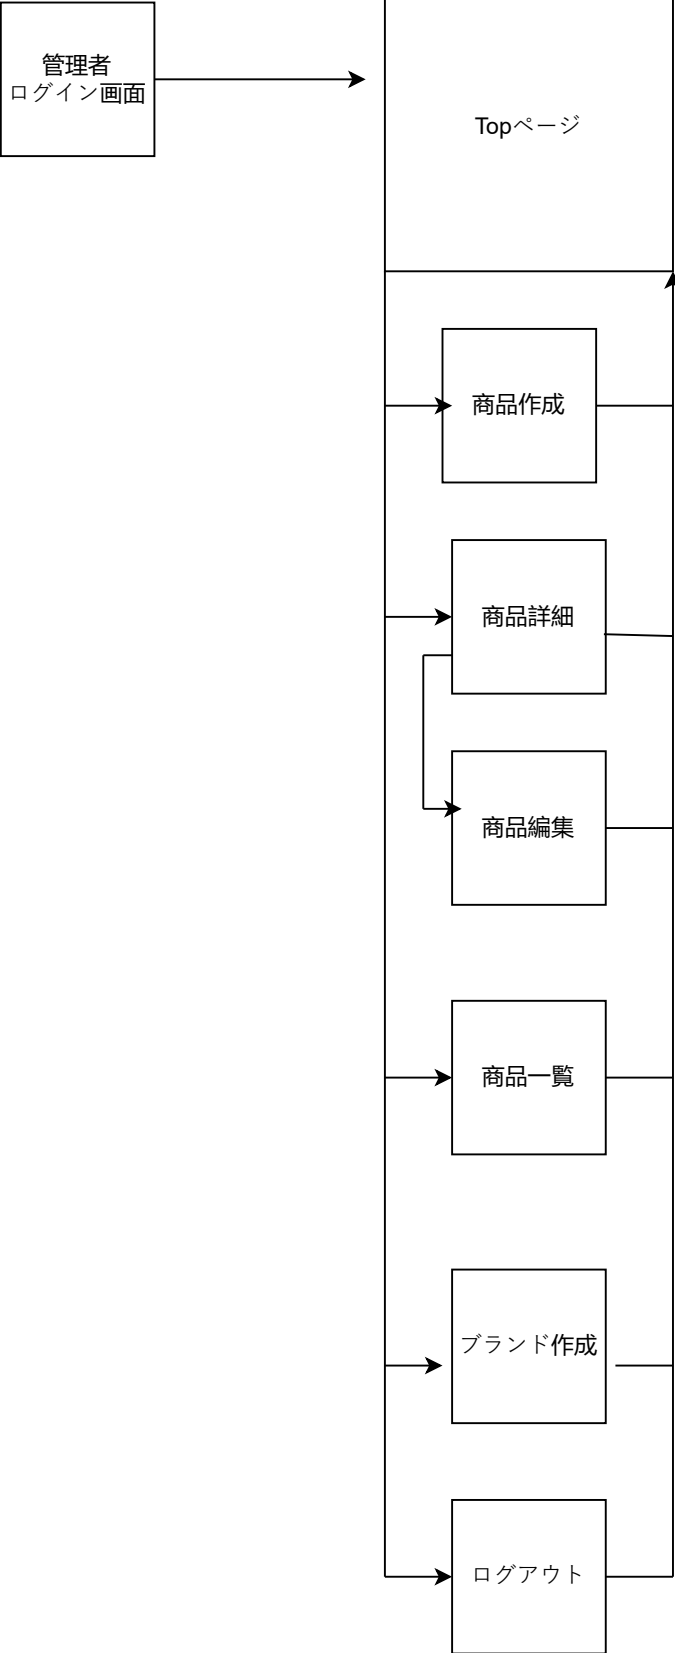 管理者
ログイン画面
Topページ
商品作成
商品詳細
商品編集
商品一覧
ブランド作成
ログアウト